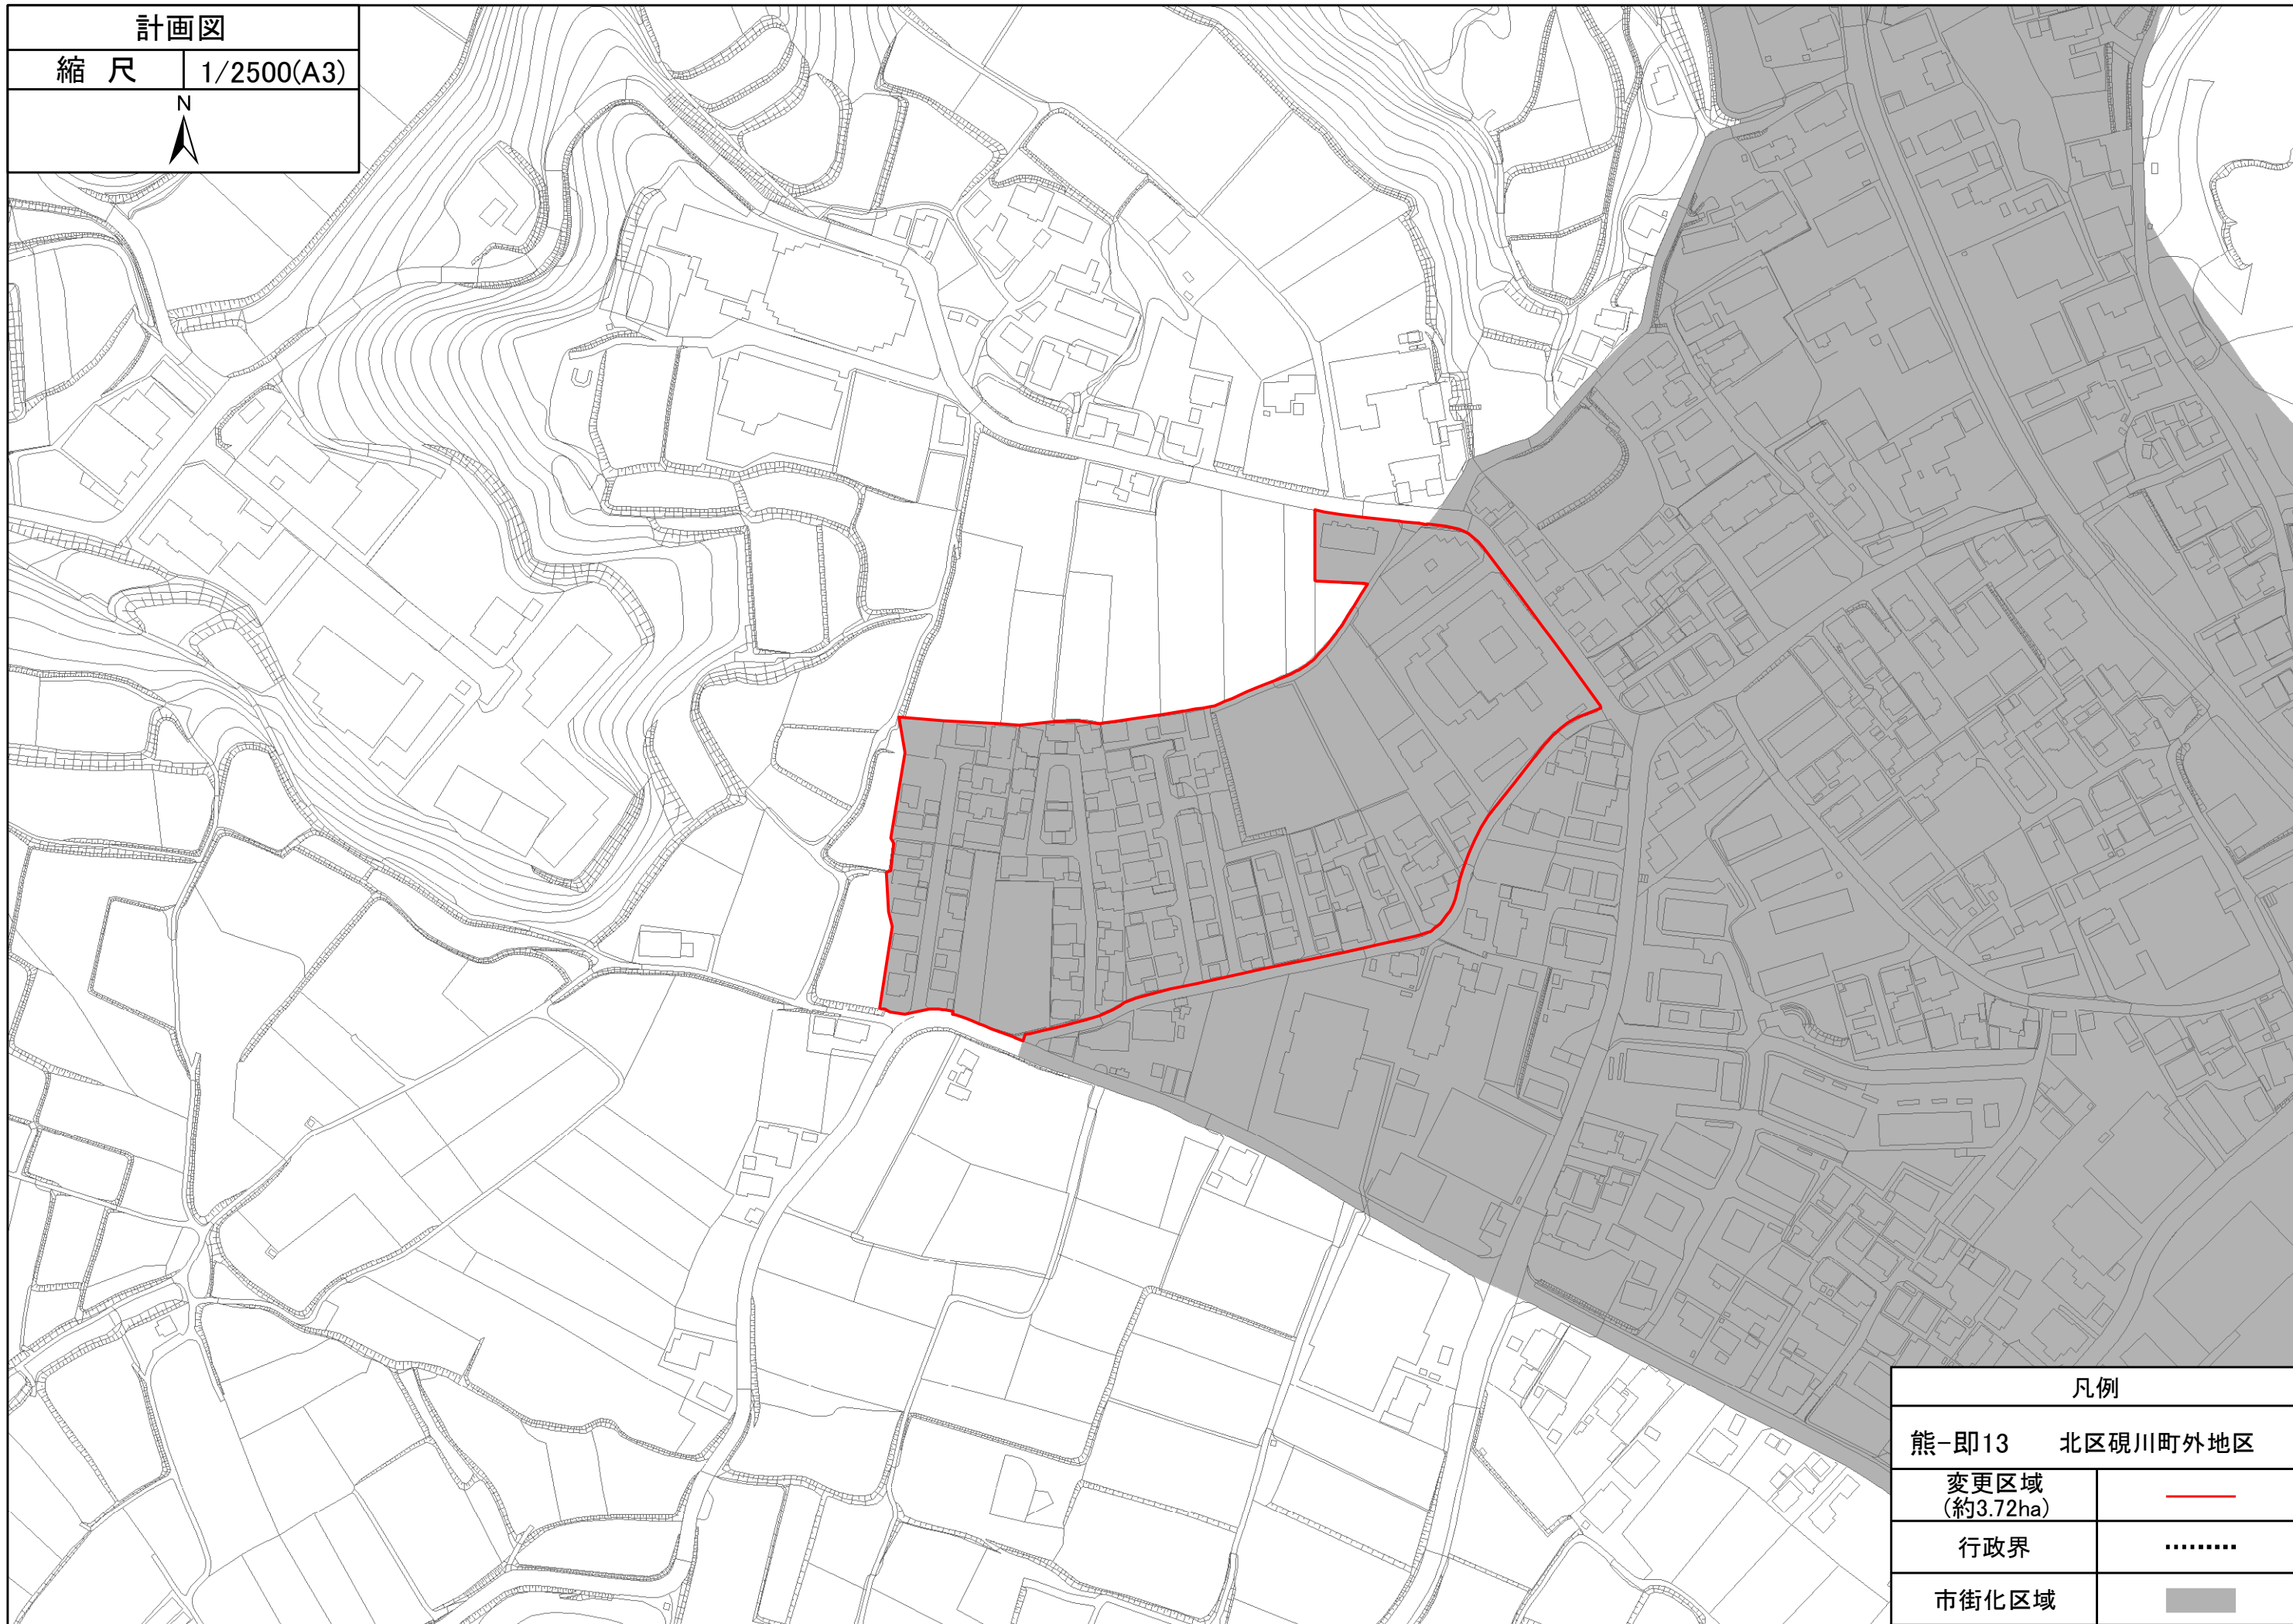 計画図
縮 尺 1/2500(A3)
N
凡例
熊-即13 北区硯川町外地区
変更区域
(約3.72ha)
行政界
市街化区域